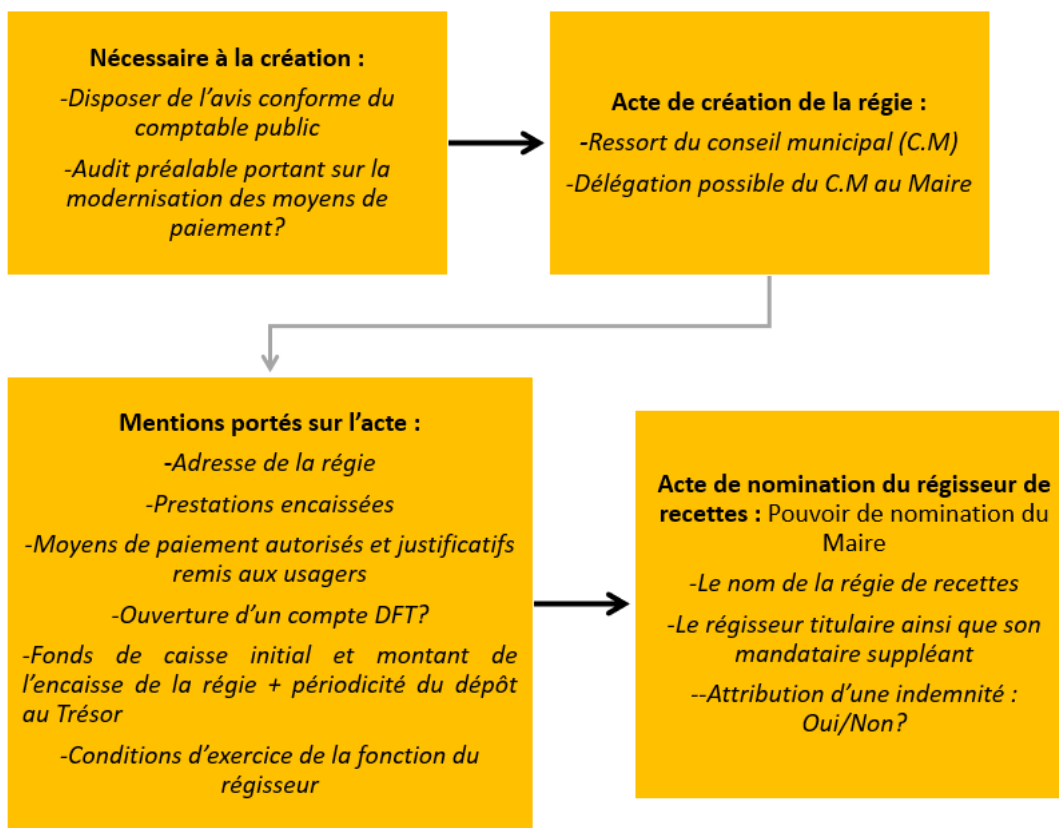 Nécessaire à la création :
-Disposer de l'avis conforme du
comptable public
-Audit préalable portant sur la
modernisation des moyens de
paiement?
Acte de création de la régie :
-Ressort du conseil municipal (C.M)
-Délégation possible du C.M au Maire
Mentions portés sur l'acte :
-Adresse de la régie
-Prestations encaissées
-Moyens de paiement autorisés et justificatifs
remis aux usagers
-Ouverture d'un compte DFT?
-Fonds de caisse initial et montant de
l'encaisse de la régie + périodicité du dépôt
au Trésor
-Conditions d'exercice de la fonction du
régisseur
Acte de nomination du régisseur de
recettes : Pouvoir de nomination du
Maire
-Le nom de la régie de recettes
-Le régisseur titulaire ainsi que son
mandataire suppléant
--Attribution d'une indemnité :
Oui/Non?